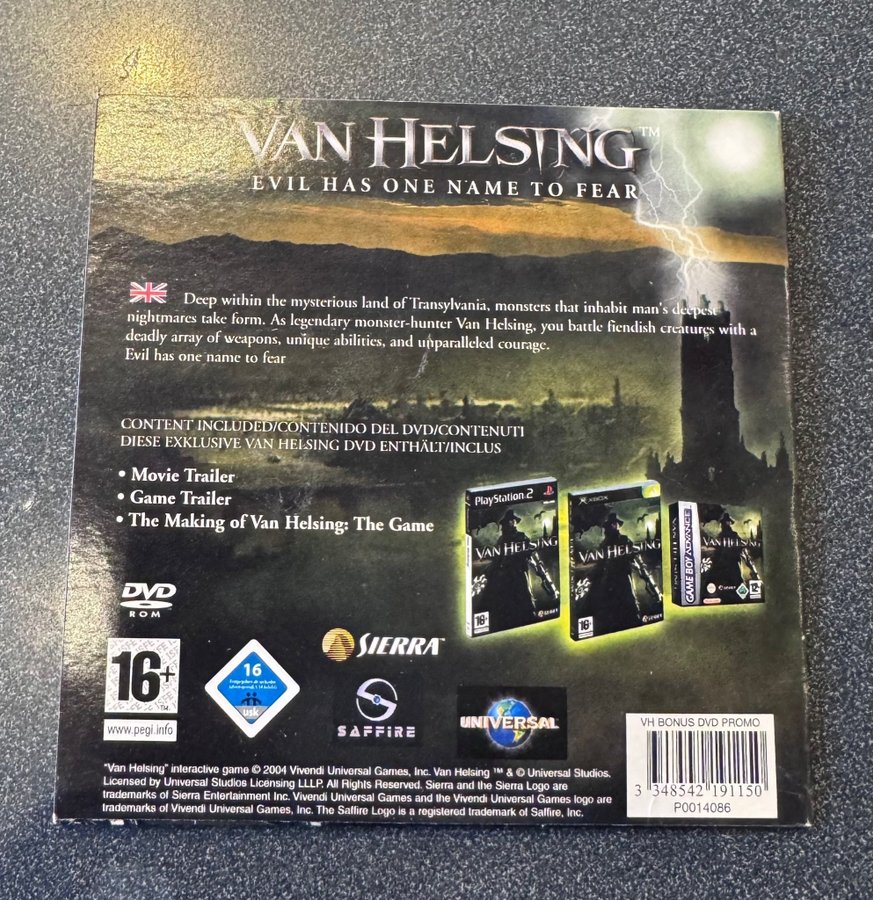 VAN HELSING™
EVIL HAS ONE NAME TO FEAR
Deep within the mysterious land of Transylvania, monsters that inhabit man's deepest
nightmares take form. As legendary monster-hunter Van Helsing, you battle fiendish creatures with a
deadly array of weapons, unique abilities, and unparalleled courage.
Evil has one name to fear
CONTENT INCLUDED/CONTENIDO DEL DVD/CONTENUTI
DIESE EXKLUSIVE VAN HELSING DVD ENTHÄLT/INCLUS
• Movie Trailer
• Game Trailer
• The Making of Van Helsing: The Game
PlayStation 2
VAN HELSING
16+
XBOX
VAN HELSING
16+
GAME BOY ADVANCE
VAN HELSING
VAN HELSING
12+
DVD
ROM
16+
™
www.pegi.info
16
usk
SIERRA™
SAFFIRE
UNIVERSAL
VH BONUS DVD PROMO
3 348542 191150
P0014086
"Van Helsing" interactive game © 2004 Vivendi Universal Games, Inc. Van Helsing ™ & © Universal Studios.
Licensed by Universal Studios Licensing LLLP. All Rights Reserved. Sierra and the Sierra Logo are
trademarks of Sierra Entertainment Inc. Vivendi Universal Games and the Vivendi Universal Games logo are
trademarks of Vivendi Universal Games, Inc. The Saffire Logo is a registered trademark of Saffire, Inc.